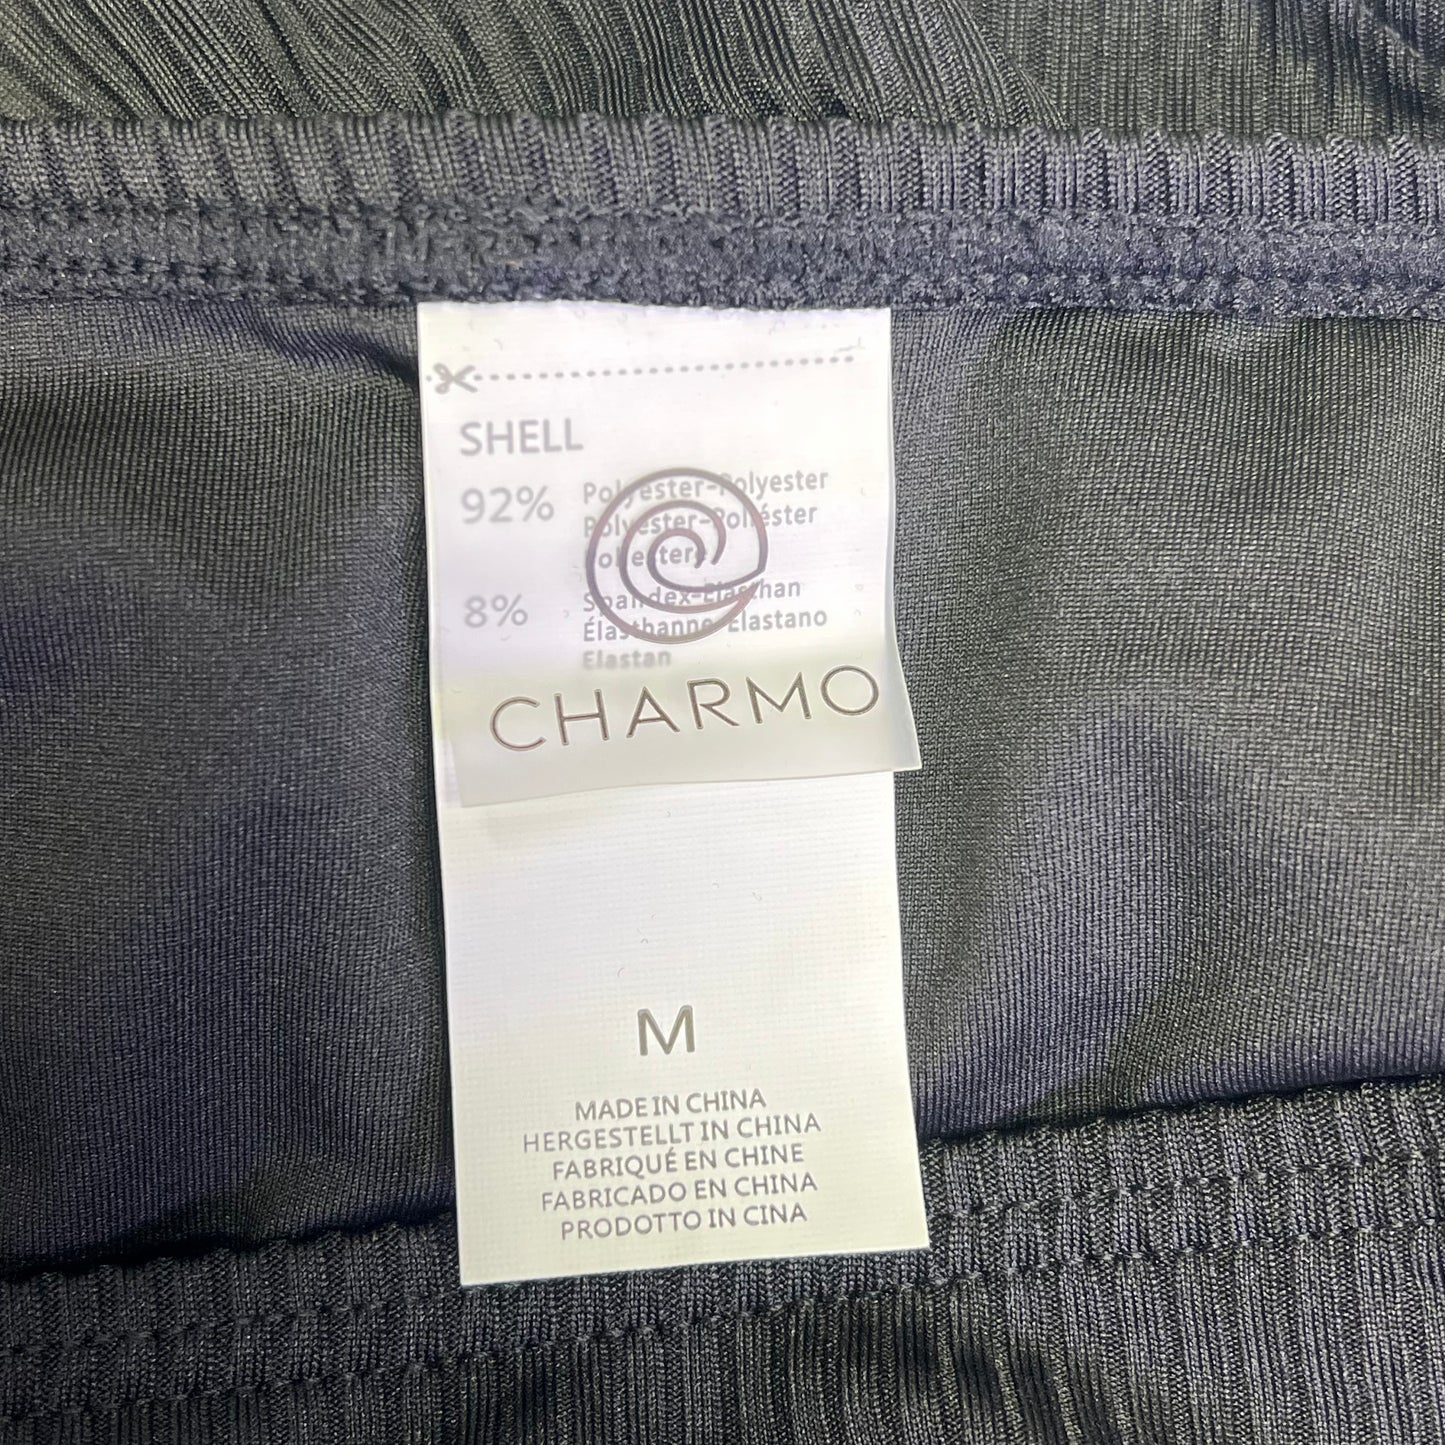 SHELL
92% Polyester-Polyester
Polyester-Poliéster
Poliestere
8% Spandex-Elasthan
Élasthanne-Elastano
Elastan
CHARMO
M
MADE IN CHINA
HERGESTELLT IN CHINA
FABRIQUÉ EN CHINE
FABRICADO EN CHINA
PRODOTTO IN CINA